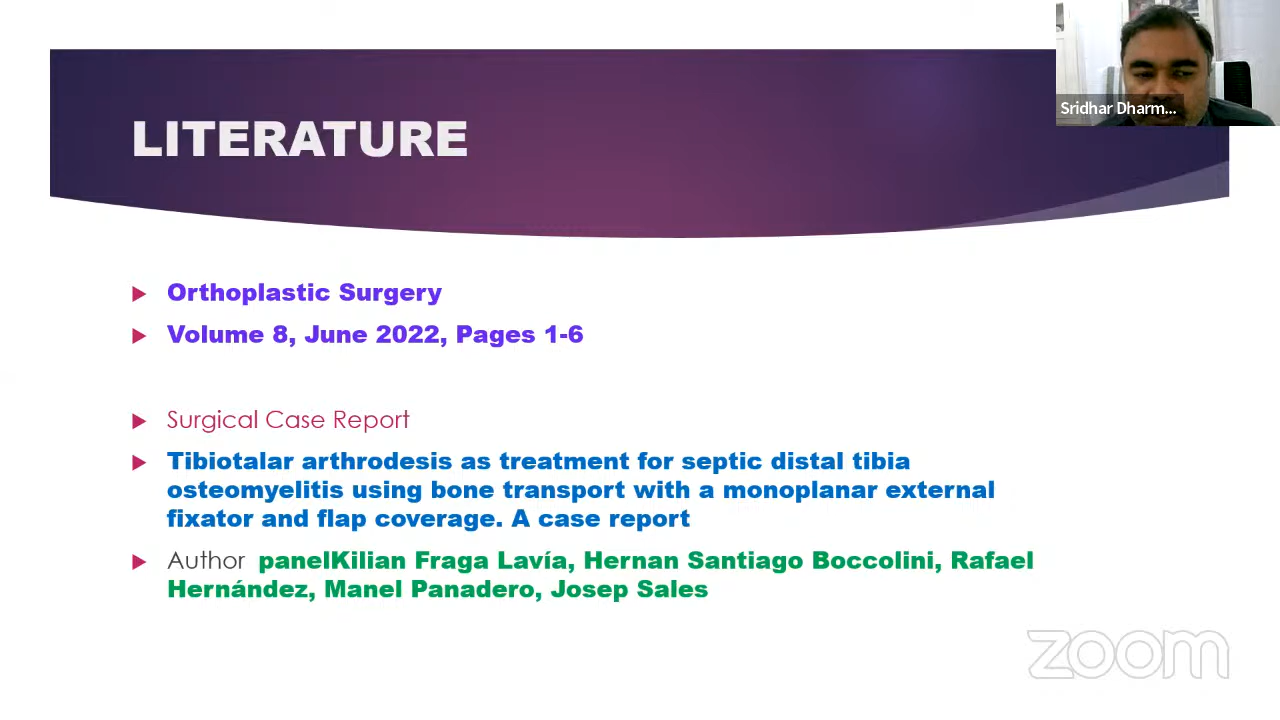 Sridhar Dharm...
LITERATURE
Orthoplastic Surgery
Volume 8, June 2022, Pages 1-6
Surgical Case Report
Tibiotalar arthrodesis as treatment for septic distal tibia
osteomyelitis using bone transport with a monoplanar external
fixator and flap coverage. A case report
Author panelKilian Fraga Lavía, Hernan Santiago Boccolini, Rafael
Hernández, Manel Panadero, Josep Sales
zoom